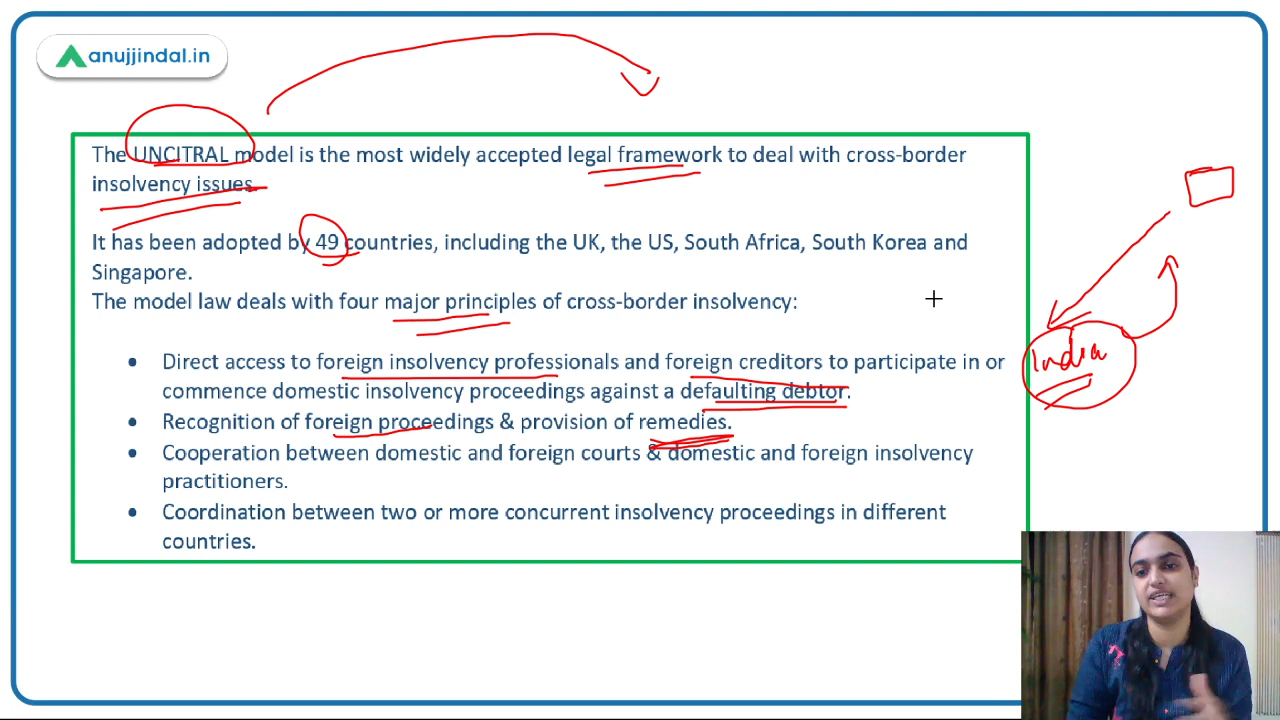 anujjindal.in
The UNCITRAL model is the most widely accepted legal framework to deal with cross-border
insolvency issues.
It has been adopted by 49 countries, including the UK, the US, South Africa, South Korea and
Singapore.
The model law deals with four major principles of cross-border insolvency:
• Direct access to foreign insolvency professionals and foreign creditors to participate in or
commence domestic insolvency proceedings against a defaulting debtor.
• Recognition of foreign proceedings & provision of remedies.
• Cooperation between domestic and foreign courts & domestic and foreign insolvency
practitioners.
• Coordination between two or more concurrent insolvency proceedings in different
countries.
India